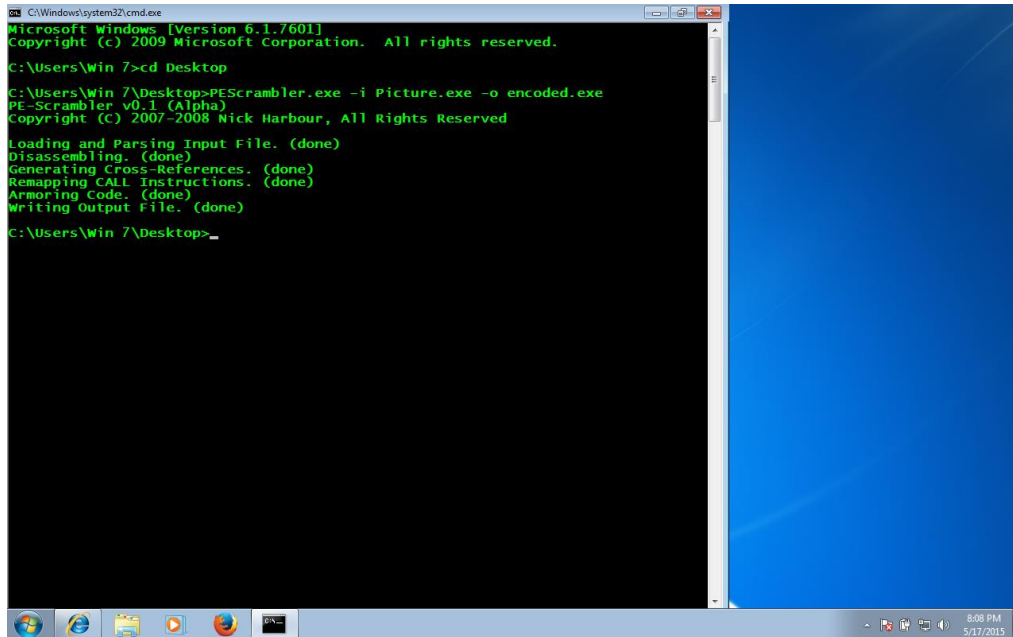 C:\Windows\system32\cmd.exe
Microsoft Windows [Version 6.1.7601]
Copyright (c) 2009 Microsoft Corporation.  All rights reserved.
C:\Users\Win 7>cd Desktop
C:\Users\Win 7\Desktop>PEScrambler.exe -i Picture.exe -o encoded.exe
PE-Scrambler v0.1 (Alpha)
Copyright (C) 2007-2008 Nick Harbour, All Rights Reserved
Loading and Parsing Input File. (done)
Disassembling. (done)
Generating Cross-References. (done)
Remapping CALL Instructions. (done)
Armoring Code. (done)
Writing Output File. (done)
C:\Users\Win 7\Desktop>_
8:08 PM
5/17/2015